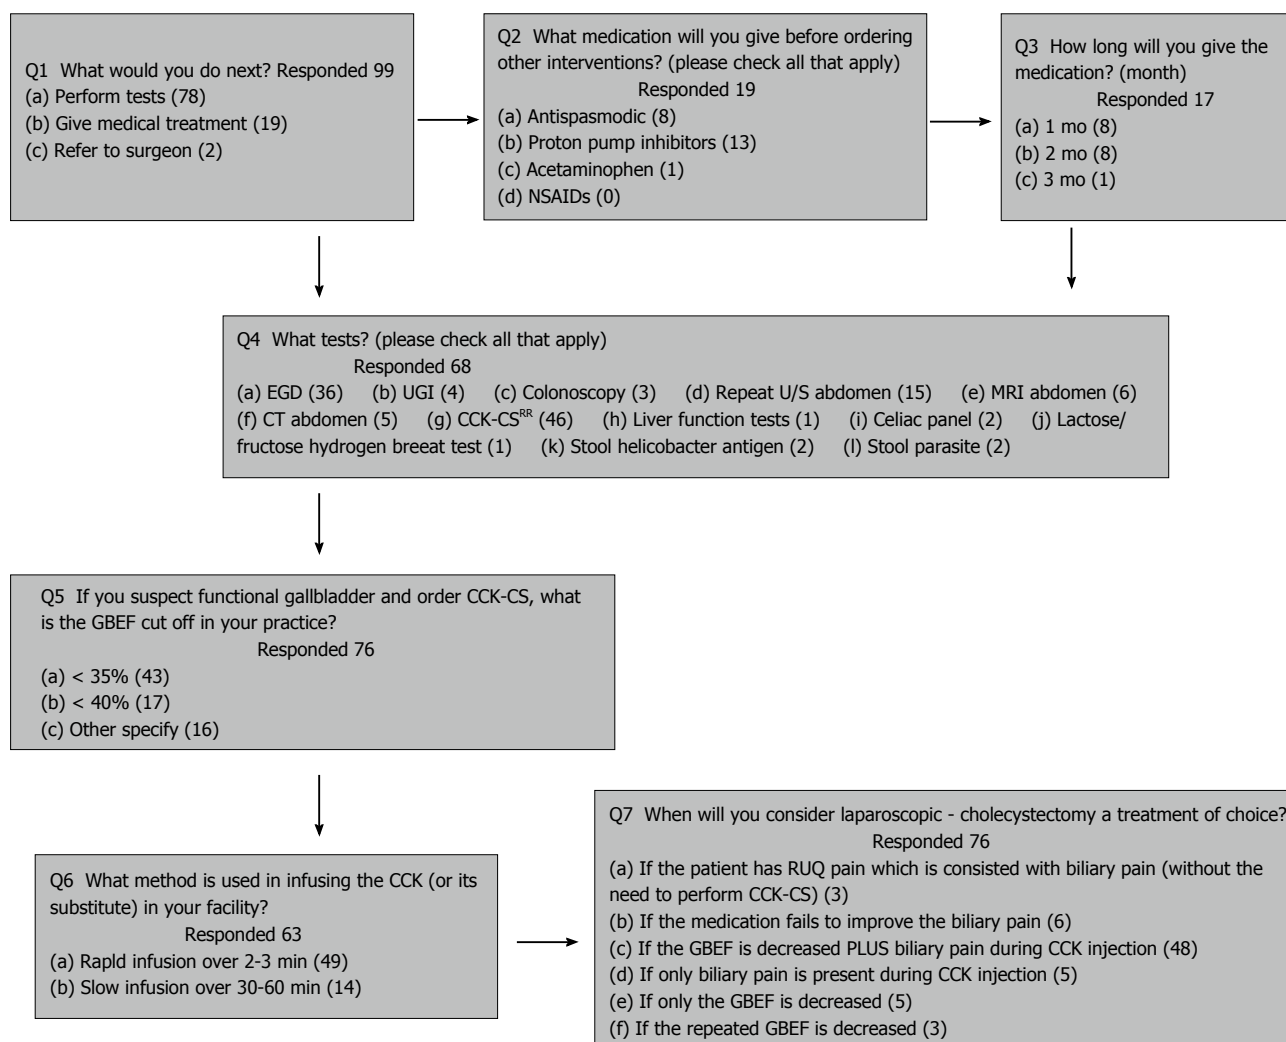 Q1  What would you do next? Responded 99
(a) Perform tests (78)
(b) Give medical treatment (19)
(c) Refer to surgeon (2)
Q2  What medication will you give before ordering
other interventions? (please check all that apply)
Responded 19
(a) Antispasmodic (8)
(b) Proton pump inhibitors (13)
(c) Acetaminophen (1)
(d) NSAIDs (0)
Q3  How long will you give the
medication? (month)
Responded 17
(a) 1 mo (8)
(b) 2 mo (8)
(c) 3 mo (1)
Q4  What tests? (please check all that apply)
Responded 68
(a) EGD (36) (b) UGI (4) (c) Colonoscopy (3) (d) Repeat U/S abdomen (15) (e) MRI abdomen (6)
(f) CT abdomen (5) (g) CCK-CS^RR (46) (h) Liver function tests (1) (i) Celiac panel (2) (j) Lactose/
fructose hydrogen breeat test (1) (k) Stool helicobacter antigen (2) (l) Stool parasite (2)
Q5  If you suspect functional gallbladder and order CCK-CS, what
is the GBEF cut off in your practice?
Responded 76
(a) < 35% (43)
(b) < 40% (17)
(c) Other specify (16)
Q6  What method is used in infusing the CCK (or its
substitute) in your facility?
Responded 63
(a) Rapld infusion over 2-3 min (49)
(b) Slow infusion over 30-60 min (14)
Q7  When will you consider laparoscopic - cholecystectomy a treatment of choice?
Responded 76
(a) If the patient has RUQ pain which is consisted with biliary pain (without the
need to perform CCK-CS) (3)
(b) If the medication fails to improve the biliary pain (6)
(c) If the GBEF is decreased PLUS biliary pain during CCK injection (48)
(d) If only biliary pain is present during CCK injection (5)
(e) If only the GBEF is decreased (5)
(f) If the repeated GBEF is decreased (3)